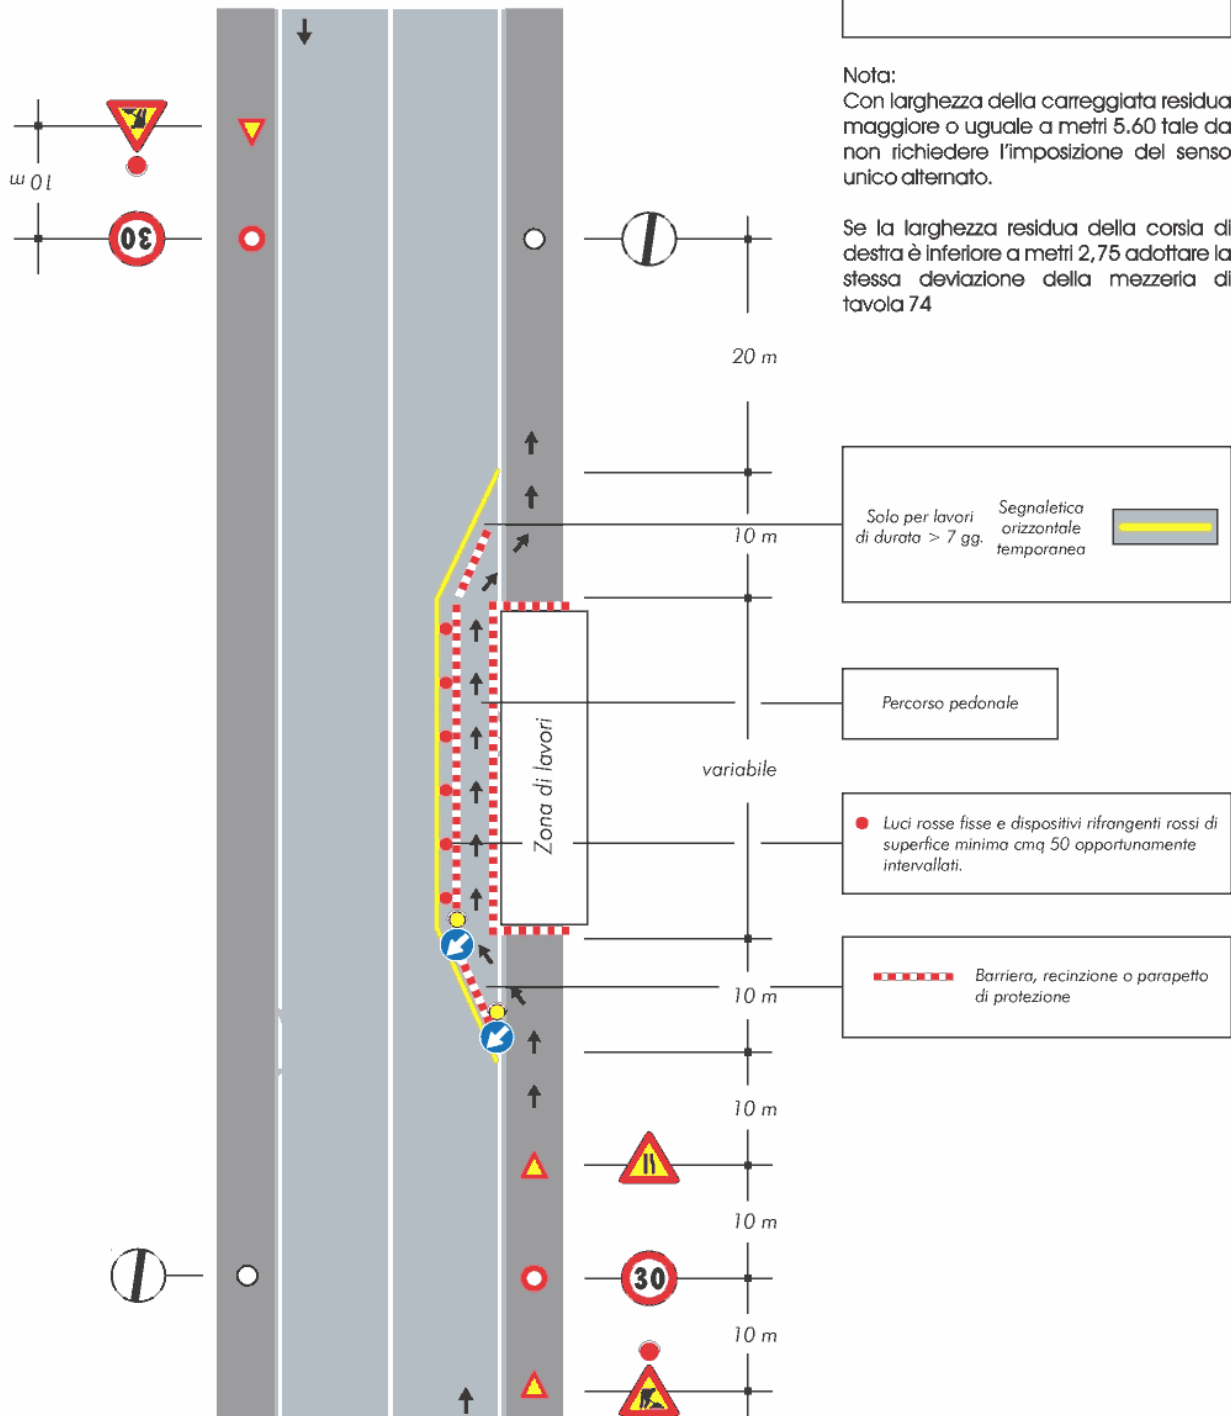 Nota:
Con larghezza della carreggiata residua
maggiore o uguale a metri 5.60 tale da
non richiedere l'imposizione del senso
unico alternato.
Se la larghezza residua della corsia di
destra è inferiore a metri 2,75 adottare la
stessa deviazione della mezzeria di
tavola 74
10 m
30
20 m
10 m
Solo per lavori
di durata > 7 gg.
Segnaletica
orizzontale
temporanea
Percorso pedonale
variabile
Zona di lavori
Luci rosse fisse e dispositivi rifrangenti rossi di
superfice minima cmq 50 opportunamente
intervallati.
Barriera, recinzione o parapetto
di protezione
10 m
10 m
10 m
30
10 m